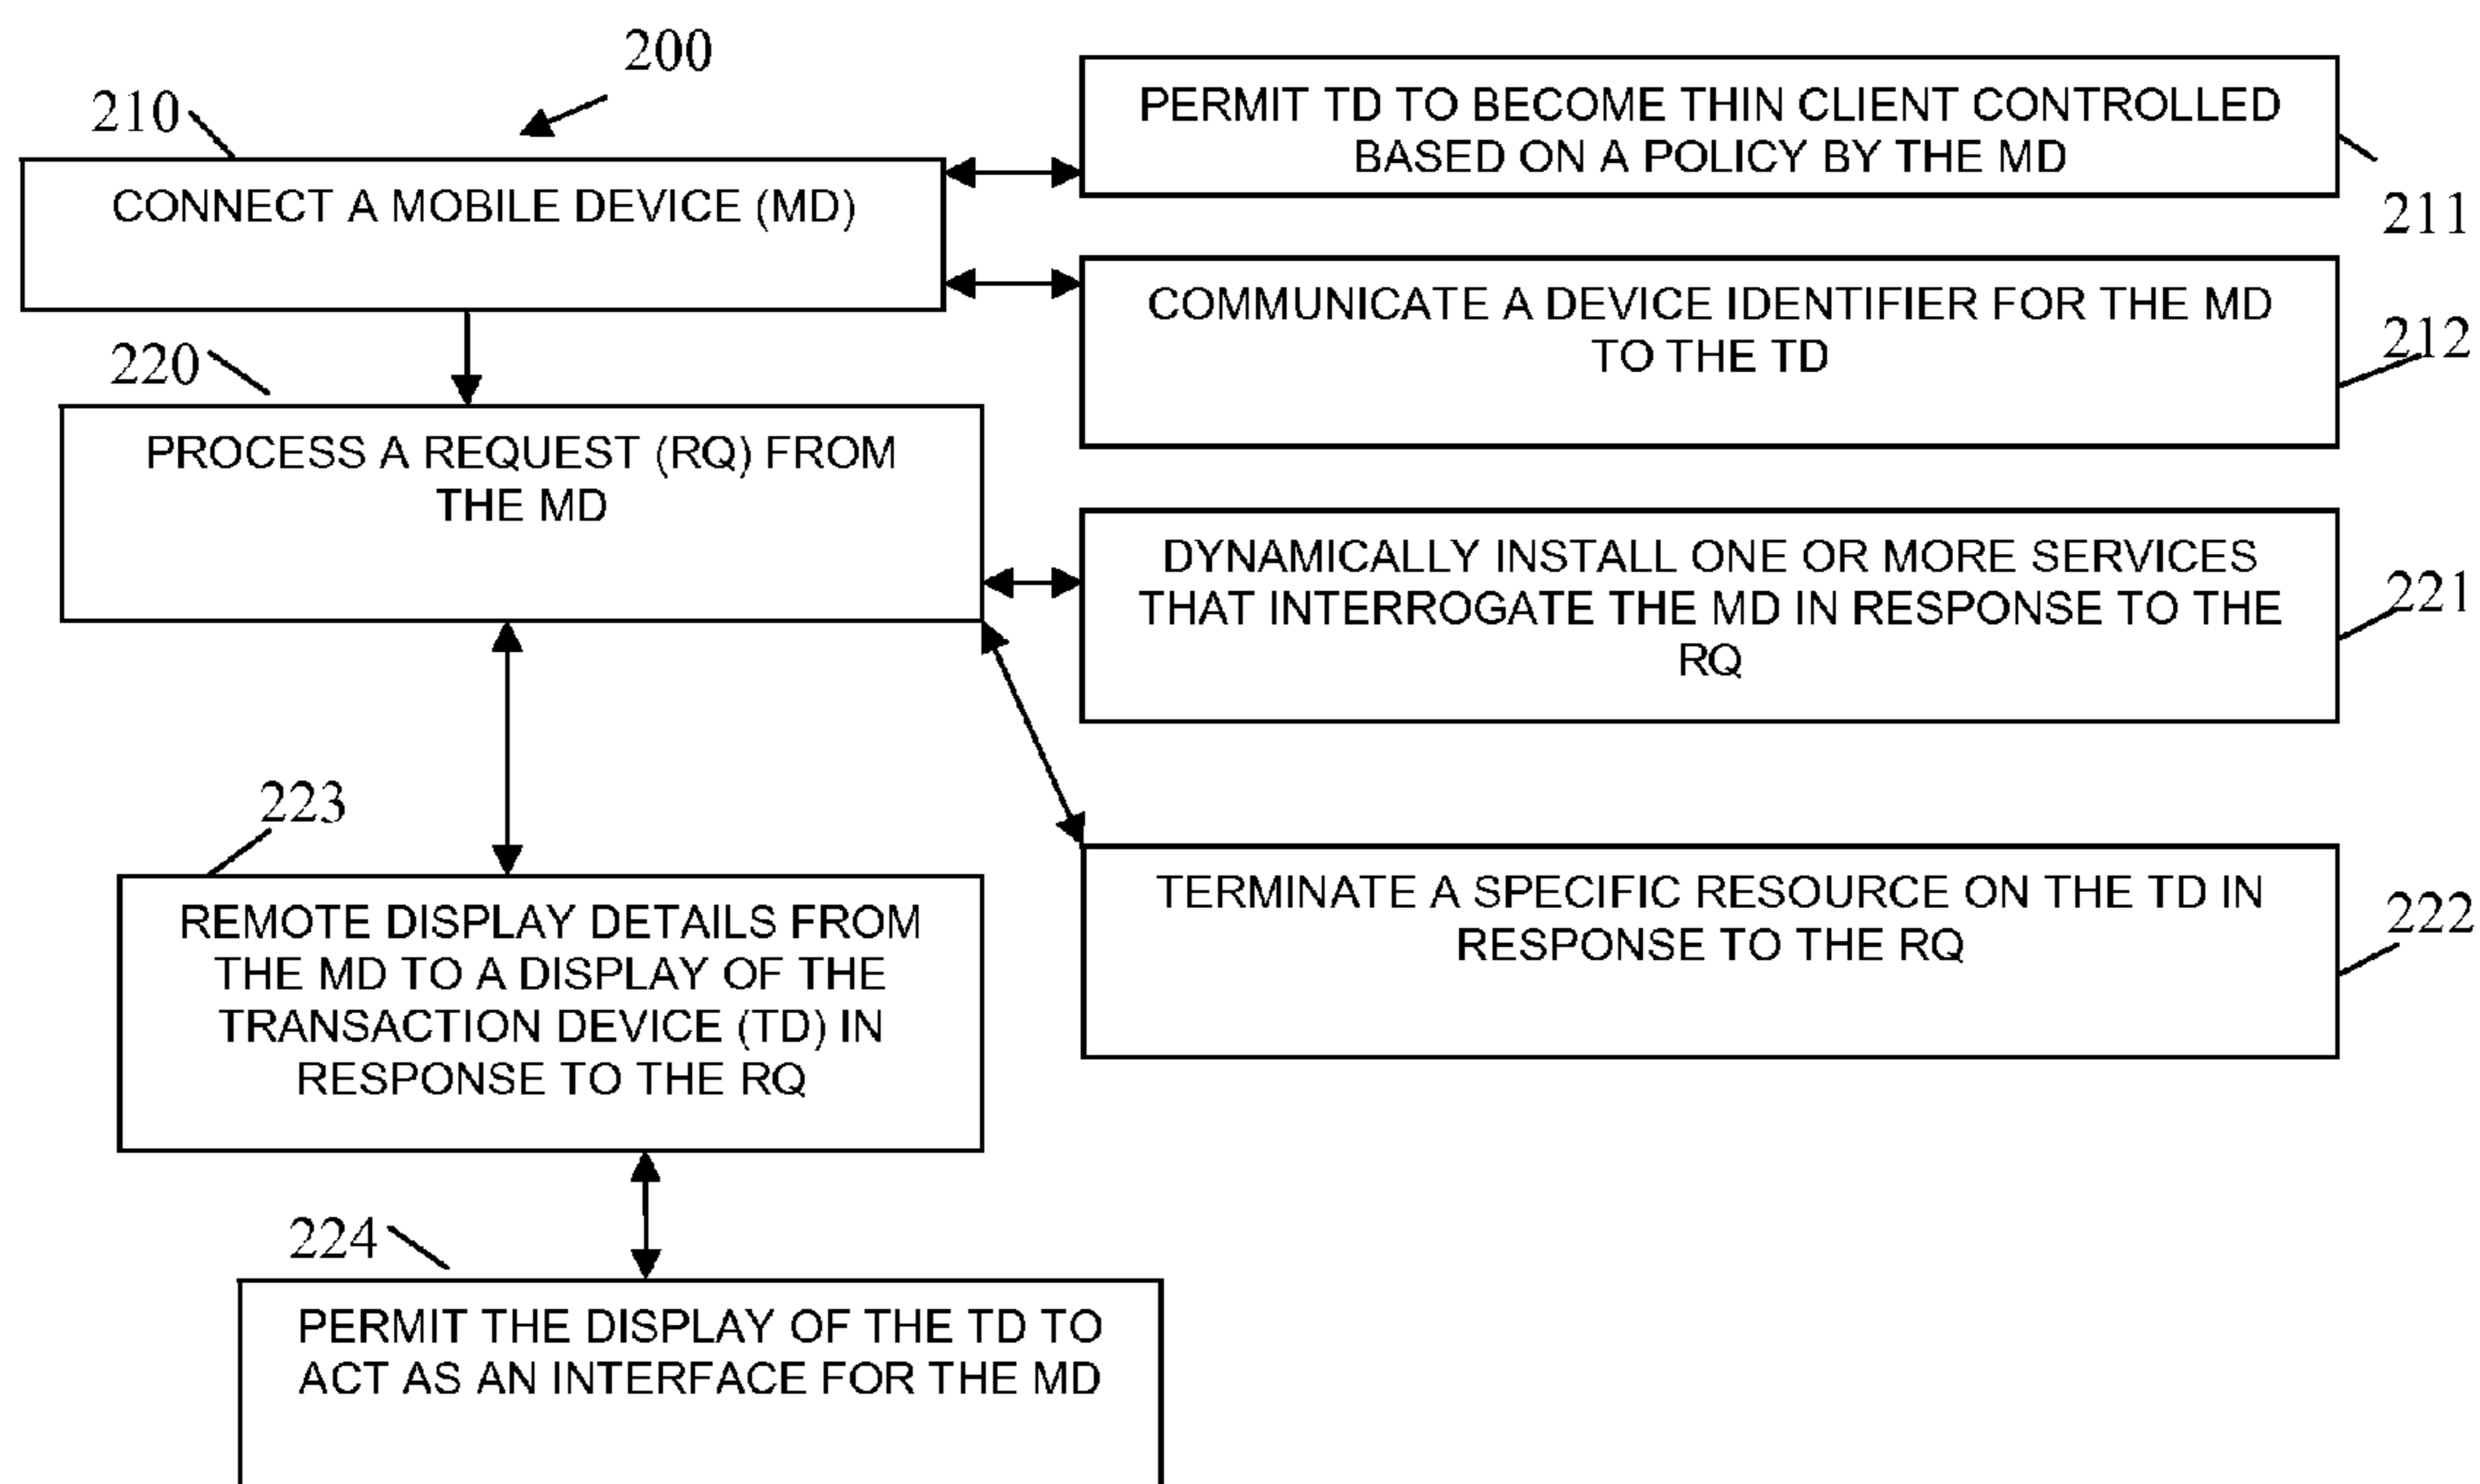 200
210
CONNECT A MOBILE DEVICE (MD)
PERMIT TD TO BECOME THIN CLIENT CONTROLLED
BASED ON A POLICY BY THE MD
211
COMMUNICATE A DEVICE IDENTIFIER FOR THE MD
TO THE TD
212
220
PROCESS A REQUEST (RQ) FROM
THE MD
DYNAMICALLY INSTALL ONE OR MORE SERVICES
THAT INTERROGATE THE MD IN RESPONSE TO THE
RQ
221
TERMINATE A SPECIFIC RESOURCE ON THE TD IN
RESPONSE TO THE RQ
222
223
REMOTE DISPLAY DETAILS FROM
THE MD TO A DISPLAY OF THE
TRANSACTION DEVICE (TD) IN
RESPONSE TO THE RQ
224
PERMIT THE DISPLAY OF THE TD TO
ACT AS AN INTERFACE FOR THE MD